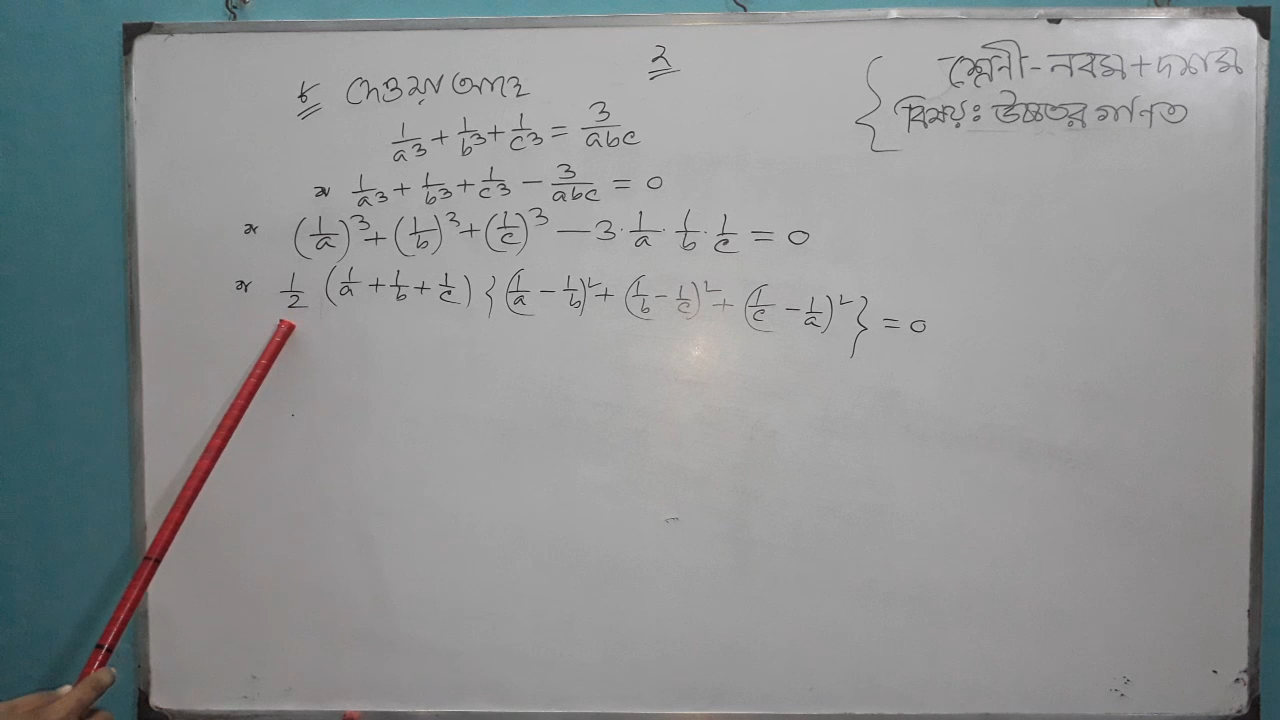 ২
শ্রেনী - নবম + দশম
বিষয়ঃ উচ্চতর গণিত
৮ দেওয়া আছে
1/a³ + 1/b³ + 1/c³ = 3/abc
বা 1/a³ + 1/b³ + 1/c³ − 3/abc = 0
বা (1/a)³ + (1/b)³ + (1/c)³ − 3·1/a·1/b·1/c = 0
বা 1/2 (1/a + 1/b + 1/c) {(1/a − 1/b)² + (1/b − 1/c)² + (1/c − 1/a)²} = 0